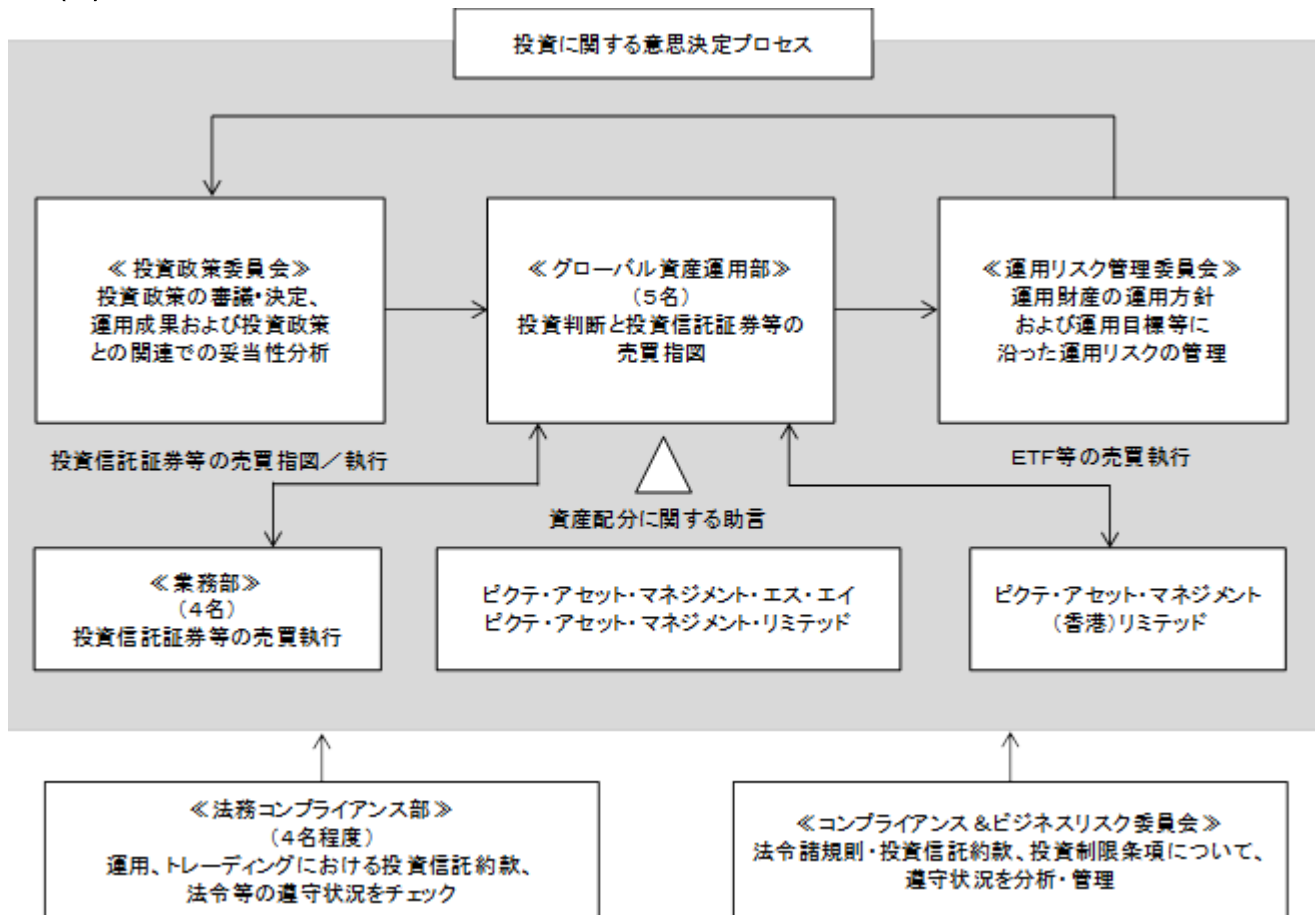 投資に関する意思決定プロセス
≪投資政策委員会≫
投資政策の審議・決定、
運用成果および投資政策
との関連での妥当性分析
≪グローバル資産運用部≫
(5名)
投資判断と投資信託証券等の
売買指図
≪運用リスク管理委員会≫
運用財産の運用方針
および運用目標等に
沿った運用リスクの管理
投資信託証券等の売買指図/執行
ETF等の売買執行
資産配分に関する助言
≪業務部≫
(4名)
投資信託証券等の売買執行
ピクテ・アセット・マネジメント・エス・エイ
ピクテ・アセット・マネジメント・リミテッド
ピクテ・アセット・マネジメント
(香港)リミテッド
≪法務コンプライアンス部≫
(4名程度)
運用、トレーディングにおける投資信託約款、
法令等の遵守状況をチェック
≪コンプライアンス&ビジネスリスク委員会≫
法令諸規則・投資信託約款、投資制限条項について、
遵守状況を分析・管理